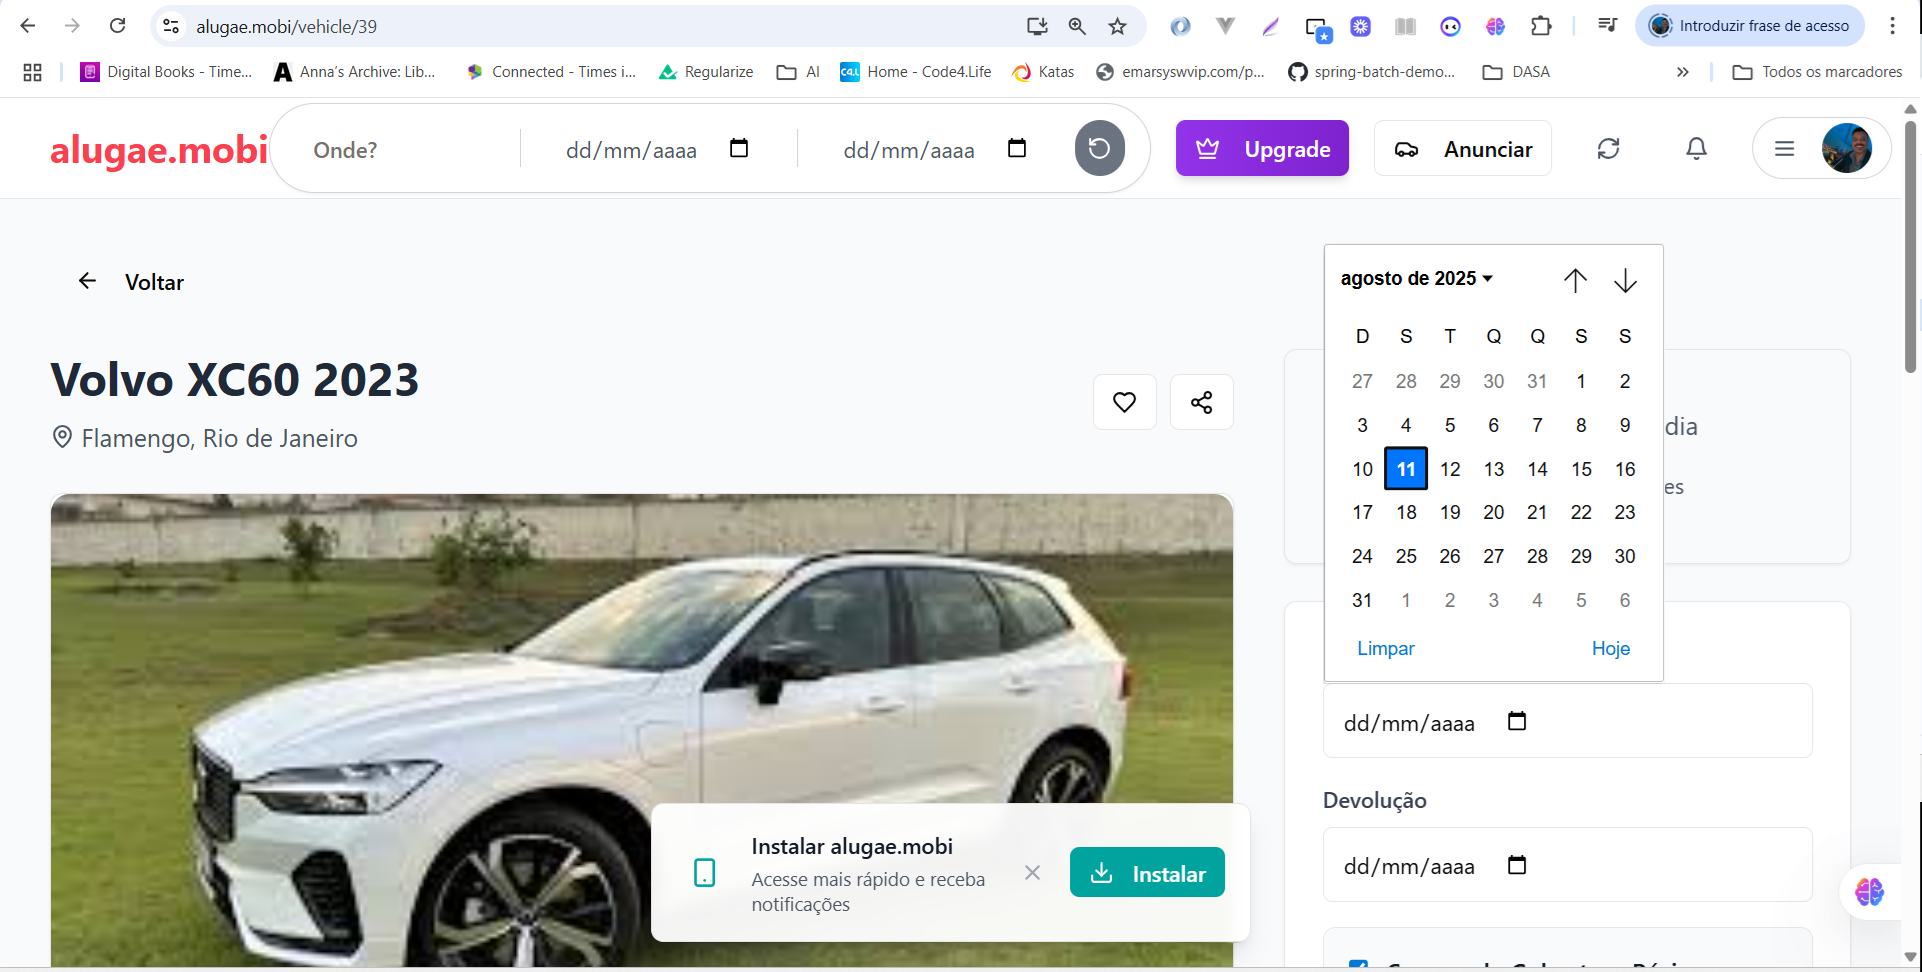 alugae.mobi/vehicle/39
Introduzir frase de acesso
Digital Books - Time...
Anna's Archive: Lib...
Connected - Times i...
Regularize
AI
Home - Code4.Life
Katas
emarsyswvip.com/p...
spring-batch-demo...
DASA
»
Todos os marcadores
alugae.mobi
Onde?
dd/mm/aaaa
dd/mm/aaaa
Upgrade
Anunciar
Voltar
Volvo XC60 2023
Flamengo, Rio de Janeiro
agosto de 2025
D S T Q Q S S
27 28 29 30 31 1 2
3 4 5 6 7 8 9
10 11 12 13 14 15 16
17 18 19 20 21 22 23
24 25 26 27 28 29 30
31 1 2 3 4 5 6
Limpar Hoje
dia
es
dd/mm/aaaa
Devolução
dd/mm/aaaa
Instalar alugae.mobi
Acesse mais rápido e receba
notificações
Instalar